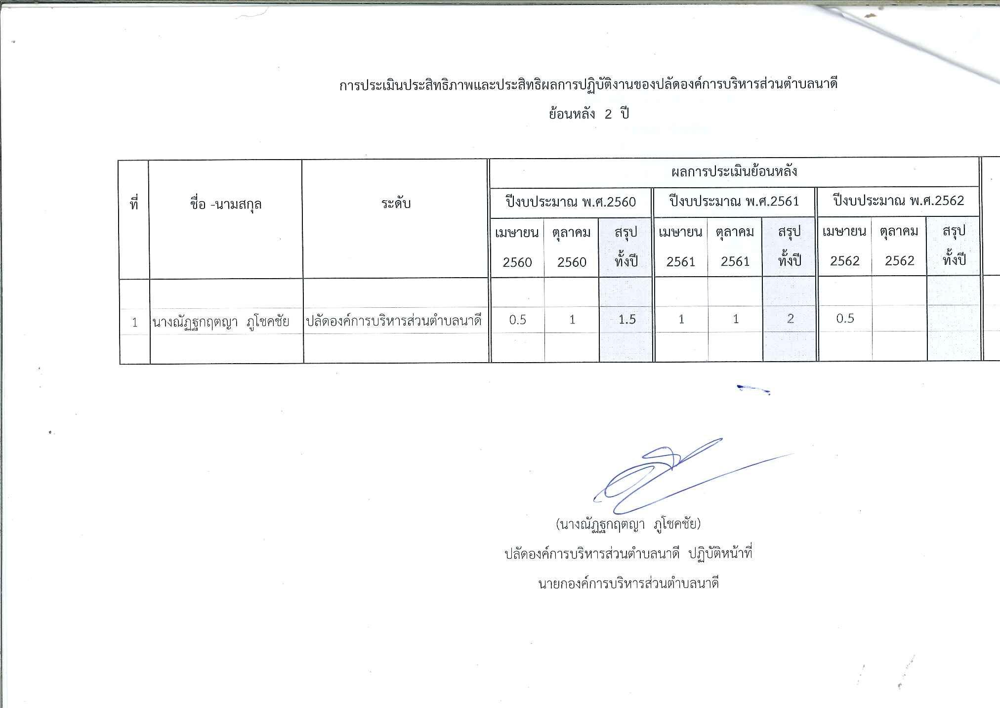 การประเมินประสิทธิภาพและประสิทธิผลการปฏิบัติงานของปลัดองค์การบริหารส่วนตำบลนาดี
ย้อนหลัง 2 ปี
ที่ ชื่อ -นามสกุล ระดับ ผลการประเมินย้อนหลัง
ปีงบประมาณ พ.ศ.2560 ปีงบประมาณ พ.ศ.2561 ปีงบประมาณ พ.ศ.2562
เมษายน ตุลาคม สรุป เมษายน ตุลาคม สรุป เมษายน ตุลาคม สรุป
2560 2560 ทั้งปี 2561 2561 ทั้งปี 2562 2562 ทั้งปี
1 นางณัฏฐกฤตญา ภูโชคชัย ปลัดองค์การบริหารส่วนตำบลนาดี 0.5 1 1.5 1 1 2 0.5
(นางณัฏฐกฤตญา ภูโชคชัย)
ปลัดองค์การบริหารส่วนตำบลนาดี ปฏิบัติหน้าที่
นายกองค์การบริหารส่วนตำบลนาดี